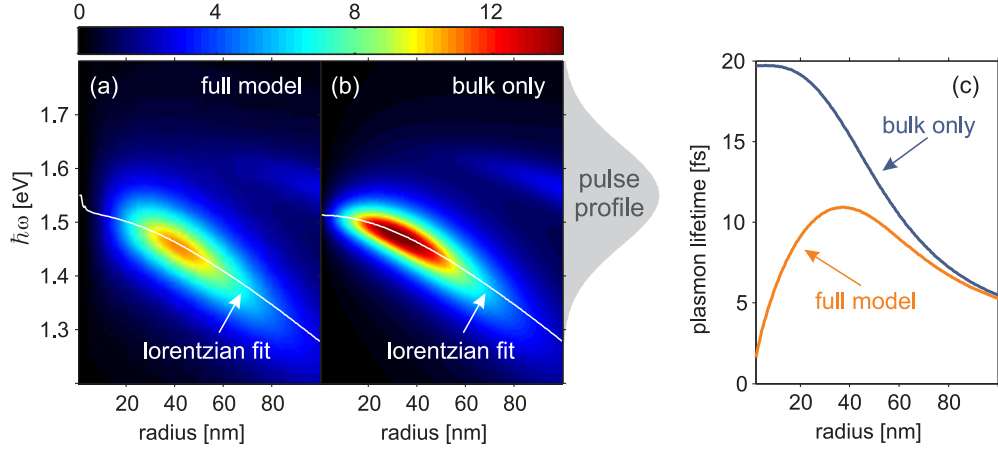 0 4 8 12
(a) full model (b) bulk only (c)
1.7
1.6
1.5
1.4
1.3
ħω [eV]
lorentzian fit lorentzian fit
20 40 60 80 20 40 60 80
radius [nm] radius [nm]
pulse
profile
20
15
10
5
0
plasmon lifetime [fs]
bulk only
full model
20 40 60 80
radius [nm]